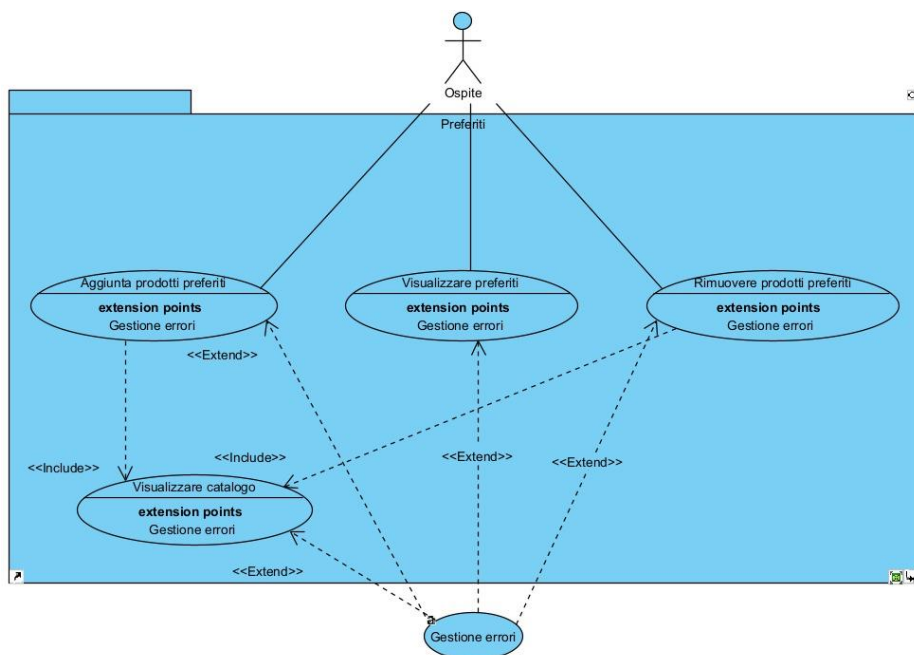 Ospite
Preferiti
Aggiunta prodotti preferiti
extension points
Gestione errori
Visualizzare preferiti
extension points
Gestione errori
Rimuovere prodotti preferiti
extension points
Gestione errori
<<Extend>>
<<Include>>
<<Include>>
<<Extend>>
<<Extend>>
Visualizzare catalogo
extension points
Gestione errori
<<Extend>>
a
Gestione errori